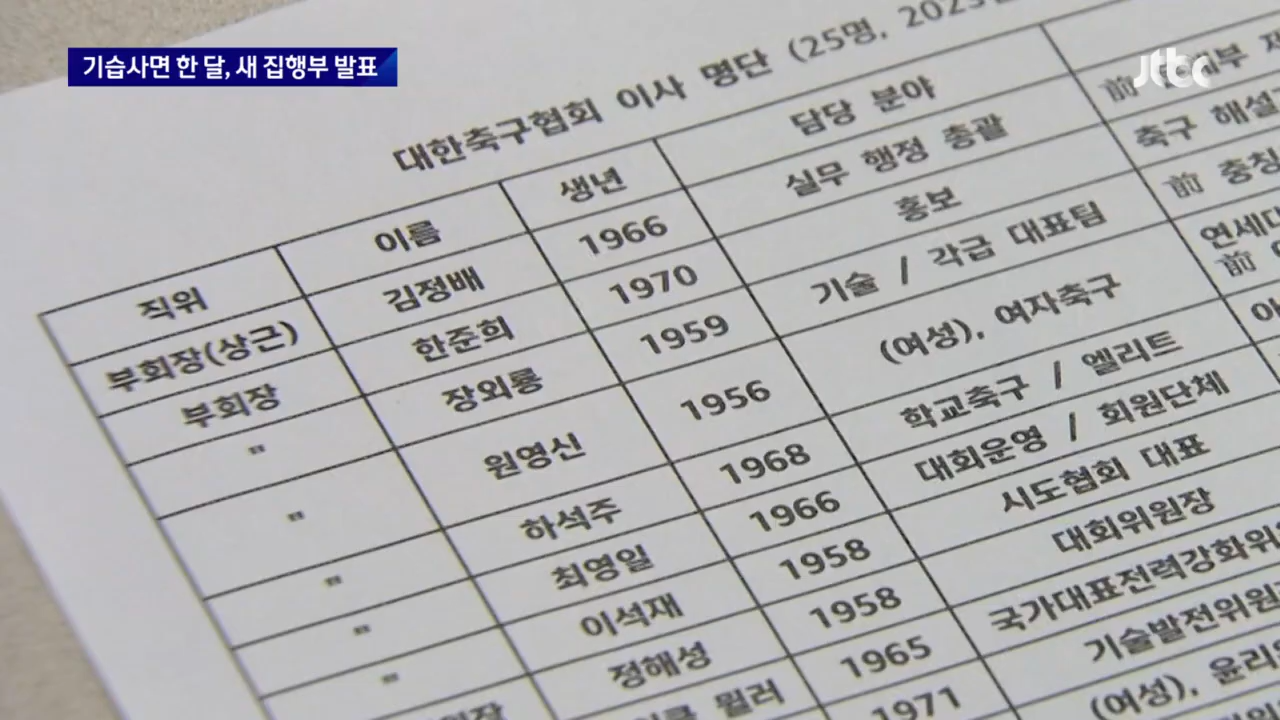 기습사면 한 달, 새 집행부 발표
jtbc
대한축구협회 이사 명단 (25명, 2023
직위 이름 생년 담당 분야
부회장(상근) 김정배 1966 실무 행정 총괄 前
부회장 한준희 1970 홍보 축구 해설
" 장외룡 1959 기술 / 각급 대표팀 前 충칭
" 원영신 1956 (여성), 여자축구 연세대
前
" 하석주 1968 학교축구 / 엘리트
" 최영일 1966 대회운영 / 회원단체
" 이석재 1958 시도협회 대표
정해성 1958 대회위원장
뮐러 1965 국가대표전력강화위
1971 기술발전위원
(여성), 윤리